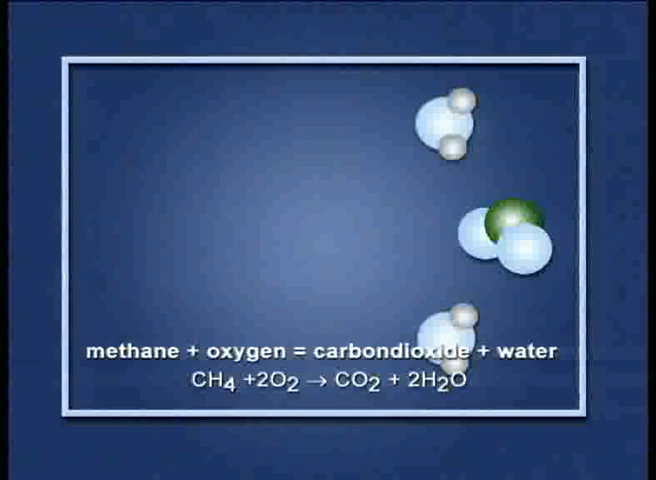 methane + oxygen = carbondioxide + water
CH4 +2O2 → CO2 + 2H2O